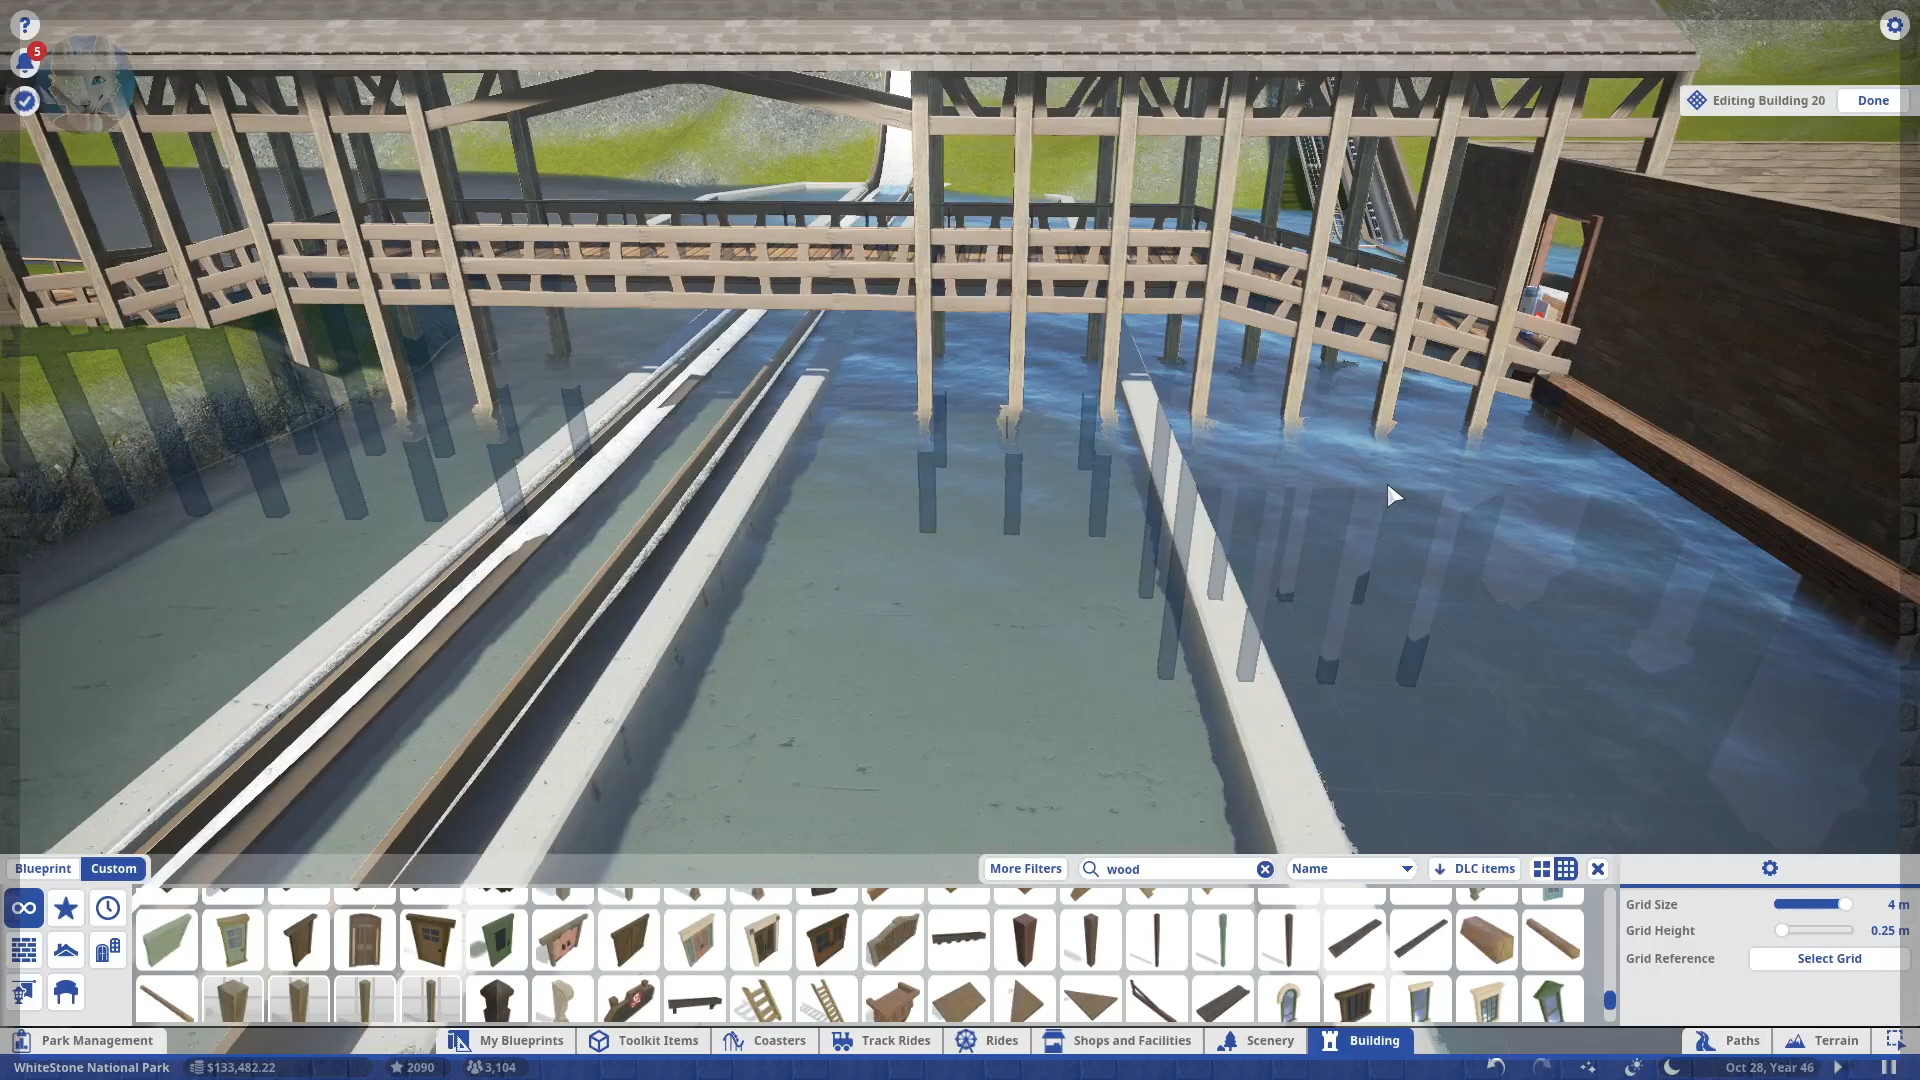 ?
5
Editing Building 20
Done
Blueprint
Custom
More Filters
wood
Name
DLC items
Grid Size
4 m
Grid Height
0.25 m
Grid Reference
Select Grid
Park Management
My Blueprints
Toolkit Items
Coasters
Track Rides
Rides
Shops and Facilities
Scenery
Building
Paths
Terrain
WhiteStone National Park
$133,482.22
2090
3,104
Oct 28, Year 46